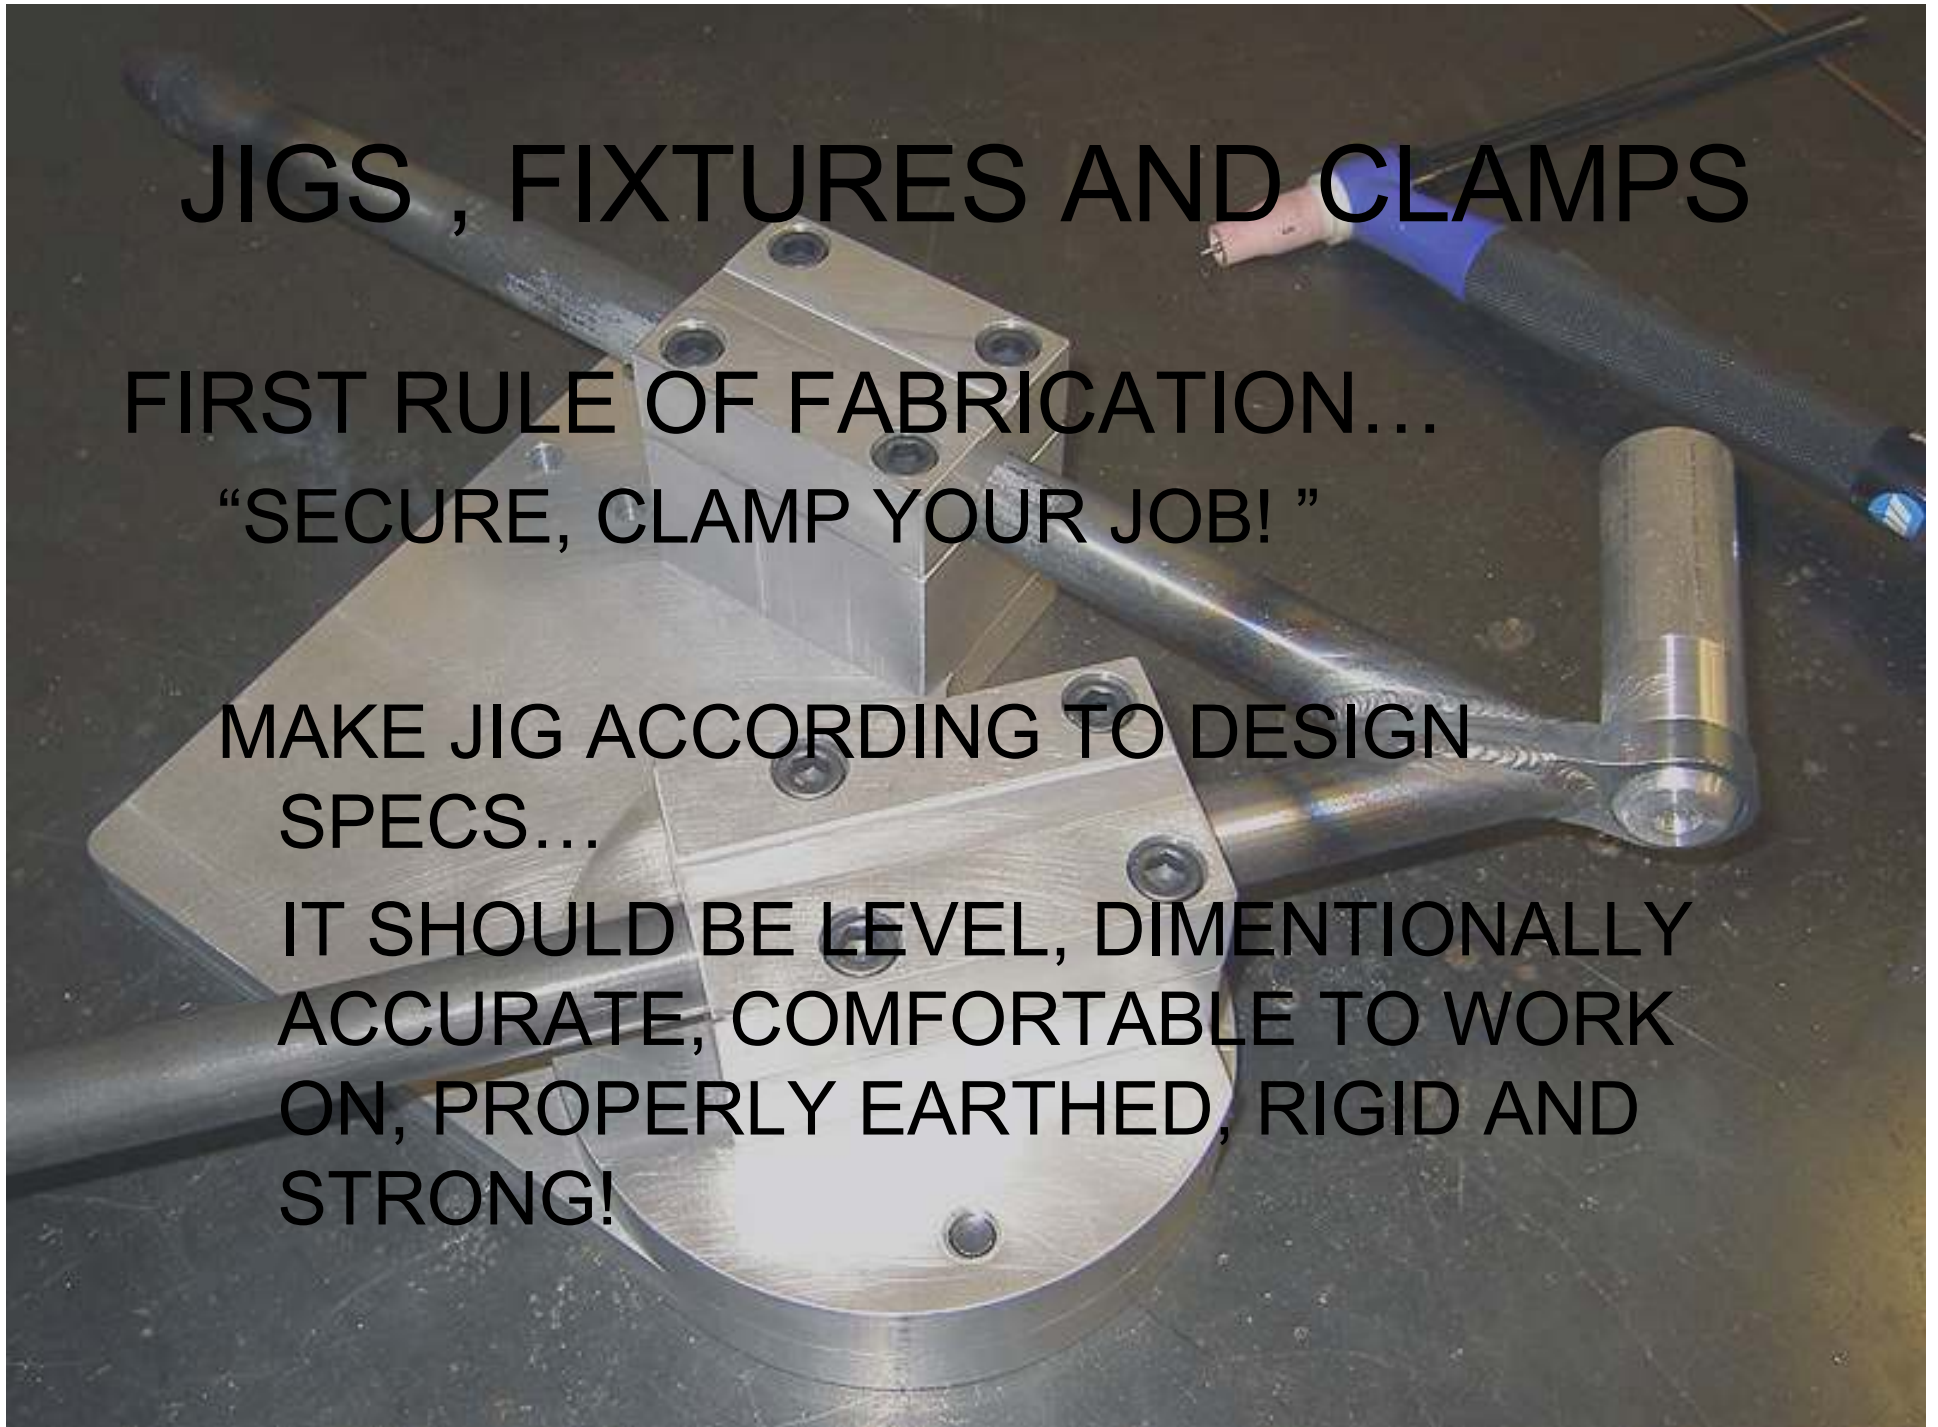 JIGS , FIXTURES AND CLAMPS
FIRST RULE OF FABRICATION…
“SECURE, CLAMP YOUR JOB! ”
MAKE JIG ACCORDING TO DESIGN
SPECS…
IT SHOULD BE LEVEL, DIMENTIONALLY
ACCURATE, COMFORTABLE TO WORK
ON, PROPERLY EARTHED, RIGID AND
STRONG!